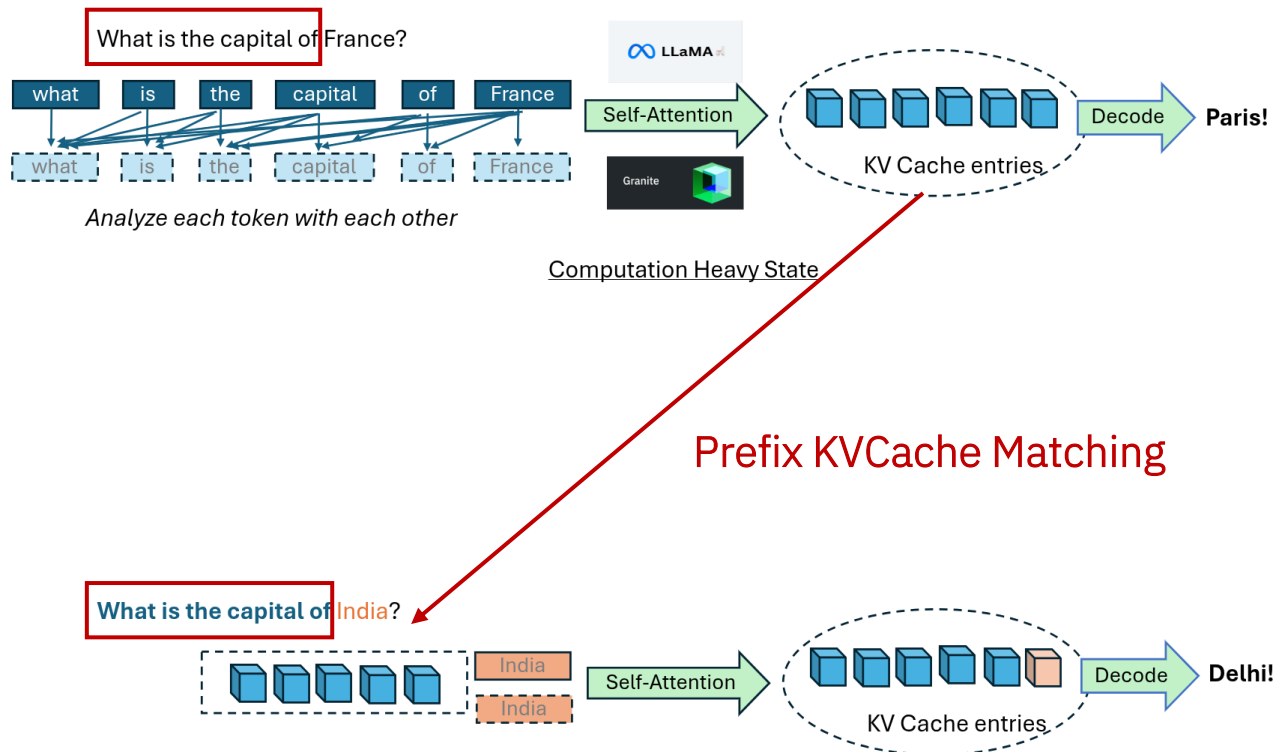 What is the capital of France?
LLaMA
what is the capital of France
Self-Attention
Decode
Paris!
what is the capital of France
KV Cache entries
Granite
Analyze each token with each other
Computation Heavy State
Prefix KVCache Matching
What is the capital of India?
India
Self-Attention
Decode
Delhi!
India
KV Cache entries